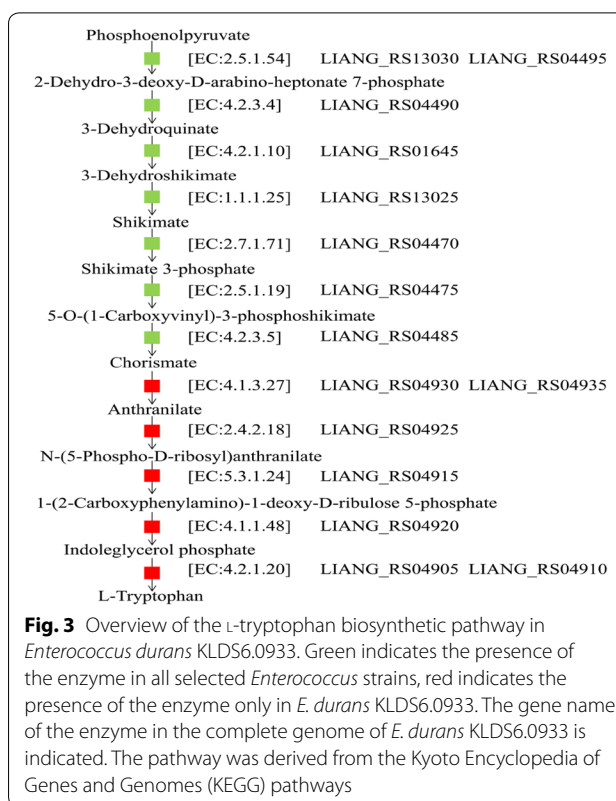 Phosphoenolpyruvate
[EC:2.5.1.54] LIANG_RS13030 LIANG_RS04495
2-Dehydro-3-deoxy-D-arabino-heptonate 7-phosphate
[EC:4.2.3.4] LIANG_RS04490
3-Dehydroquinate
[EC:4.2.1.10] LIANG_RS01645
3-Dehydroshikimate
[EC:1.1.1.25] LIANG_RS13025
Shikimate
[EC:2.7.1.71] LIANG_RS04470
Shikimate 3-phosphate
[EC:2.5.1.19] LIANG_RS04475
5-O-(1-Carboxyvinyl)-3-phosphoshikimate
[EC:4.2.3.5] LIANG_RS04485
Chorismate
[EC:4.1.3.27] LIANG_RS04930 LIANG_RS04935
Anthranilate
[EC:2.4.2.18] LIANG_RS04925
N-(5-Phospho-D-ribosyl)anthranilate
[EC:5.3.1.24] LIANG_RS04915
1-(2-Carboxyphenylamino)-1-deoxy-D-ribulose 5-phosphate
[EC:4.1.1.48] LIANG_RS04920
Indoleglycerol phosphate
[EC:4.2.1.20] LIANG_RS04905 LIANG_RS04910
L-Tryptophan
Fig. 3 Overview of the L-tryptophan biosynthetic pathway in
Enterococcus durans KLDS6.0933. Green indicates the presence of
the enzyme in all selected Enterococcus strains, red indicates the
presence of the enzyme only in E. durans KLDS6.0933. The gene name
of the enzyme in the complete genome of E. durans KLDS6.0933 is
indicated. The pathway was derived from the Kyoto Encyclopedia of
Genes and Genomes (KEGG) pathways